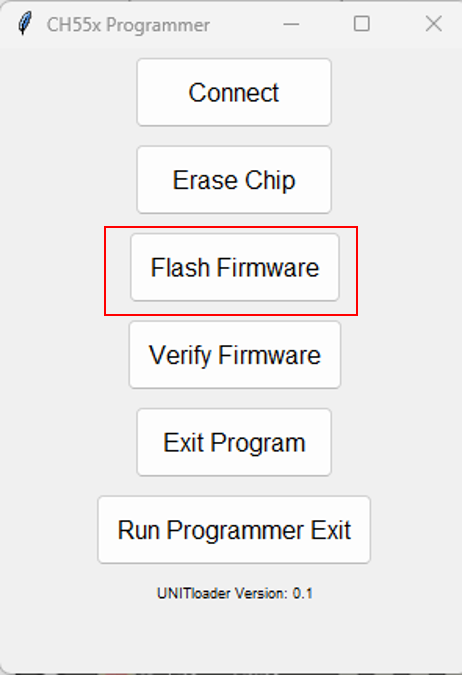 CH55x Programmer
Connect
Erase Chip
Flash Firmware
Verify Firmware
Exit Program
Run Programmer Exit
UNITloader Version: 0.1